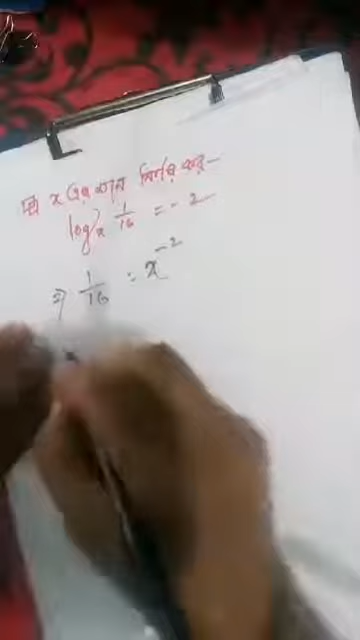 x এর মান নির্ণয় কর-
logₓ 1/16 = -2
⇒ 1/16 = x⁻²